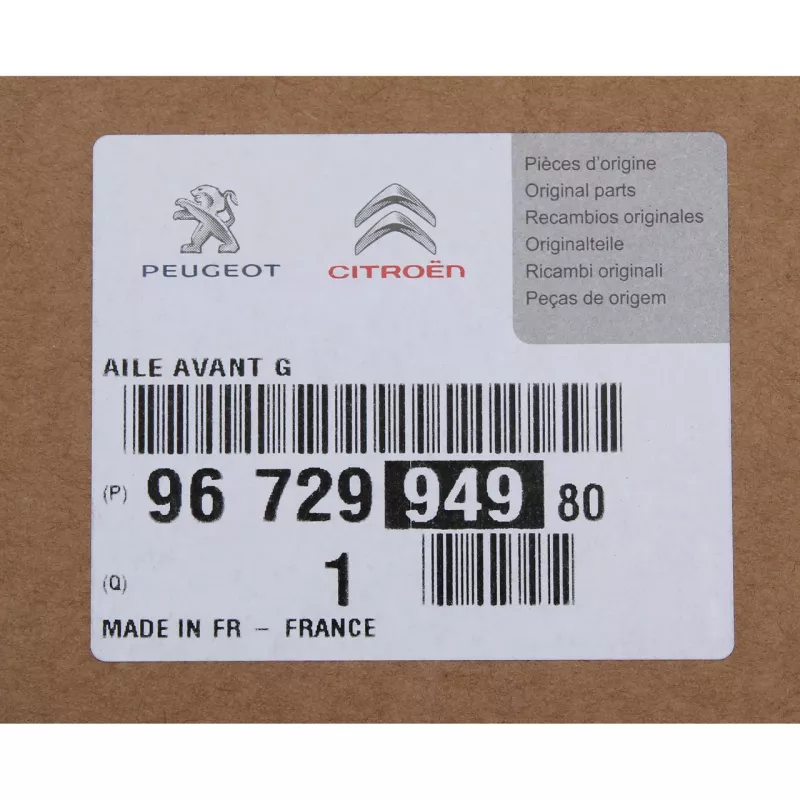 PEUGEOT
CITROËN
Pièces d'origine
Original parts
Recambios originales
Originalteile
Ricambi originali
Peças de origem
AILE AVANT G
(P) 96 729 949 80
(Q) 1
MADE IN FR - FRANCE